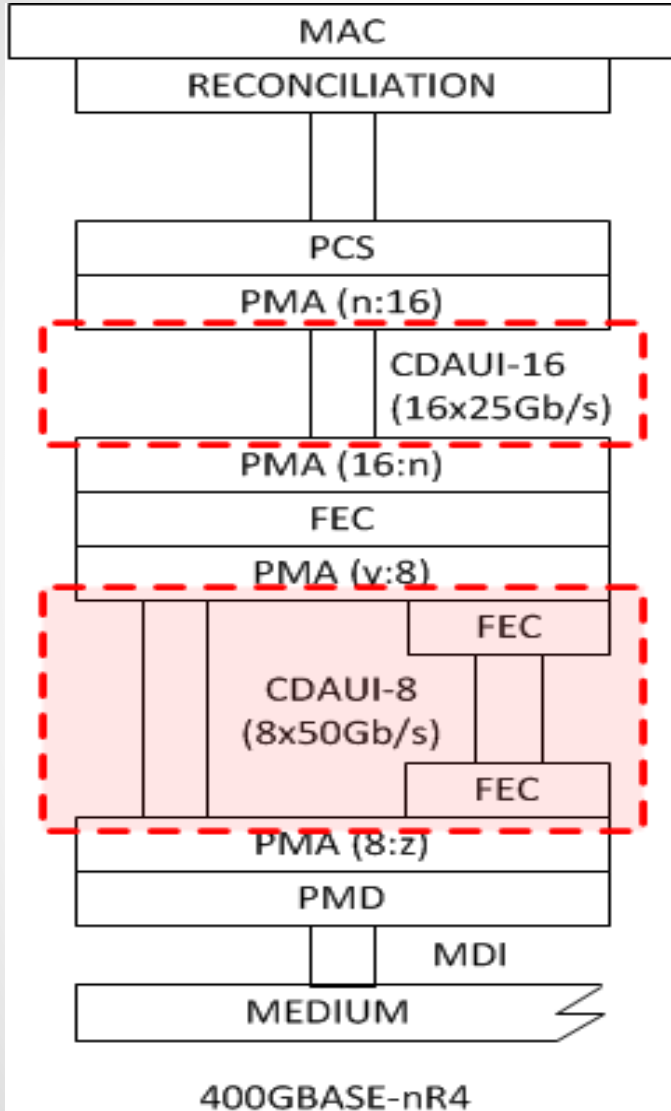 MAC
RECONCILIATION
PCS
PMA (n:16)
CDAUI-16
(16x25Gb/s)
PMA (16:n)
FEC
PMA (v:8)
FEC
CDAUI-8
(8x50Gb/s)
FEC
PMA (8:z)
PMD
MDI
MEDIUM
400GBASE-nR4